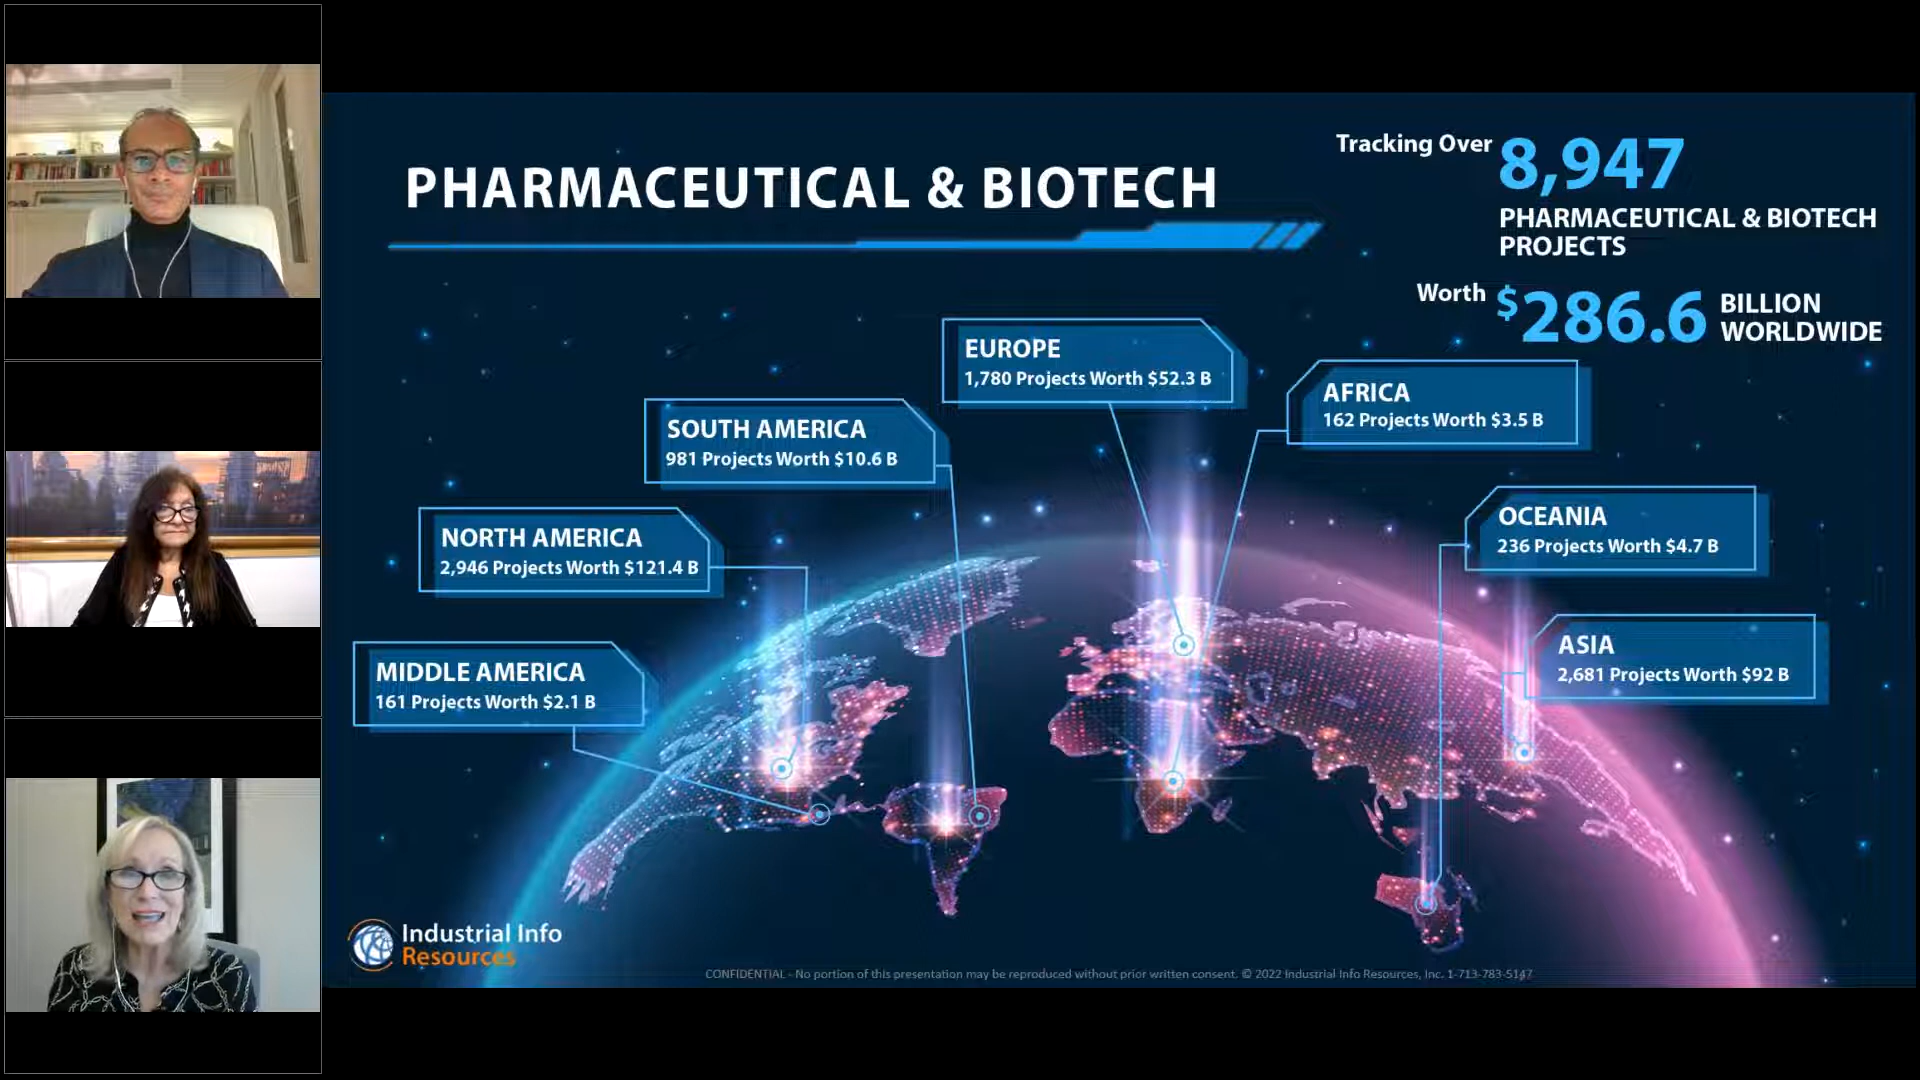 PHARMACEUTICAL & BIOTECH
Tracking Over 8,947
PHARMACEUTICAL & BIOTECH
PROJECTS
Worth $286.6 BILLION
WORLDWIDE
EUROPE
1,780 Projects Worth $52.3 B
AFRICA
162 Projects Worth $3.5 B
SOUTH AMERICA
981 Projects Worth $10.6 B
NORTH AMERICA
2,946 Projects Worth $121.4 B
OCEANIA
236 Projects Worth $4.7 B
MIDDLE AMERICA
161 Projects Worth $2.1 B
ASIA
2,681 Projects Worth $92 B
Industrial Info
Resources
CONFIDENTIAL - No portion of this presentation may be reproduced without prior written consent. © 2022 Industrial Info Resources, Inc. 1-713-783-5147